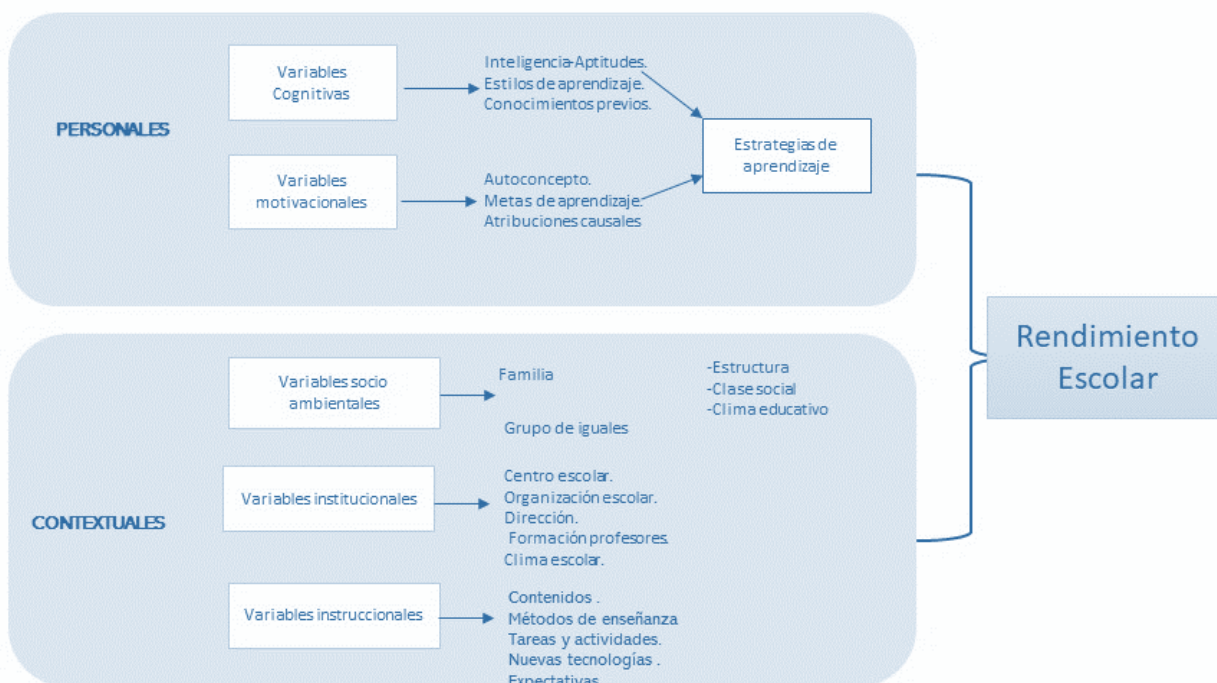 PERSONALES
Variables
Cognitivas
Inteligencia-Aptitudes.
Estilos de aprendizaje.
Conocimientos previos.
Variables
motivacionales
Autoconcepto.
Metas de aprendizaje.
Atribuciones causales
Estrategias de
aprendizaje
CONTEXTUALES
Variables socio
ambientales
Familia
Grupo de iguales
-Estructura
-Clase social
-Clima educativo
Variables institucionales
Centro escolar.
Organización escolar.
Dirección.
Formación profesores.
Clima escolar.
Variables instruccionales
Contenidos .
Métodos de enseñanza
Tareas y actividades.
Nuevas tecnologías .
Expectativas
Rendimiento
Escolar